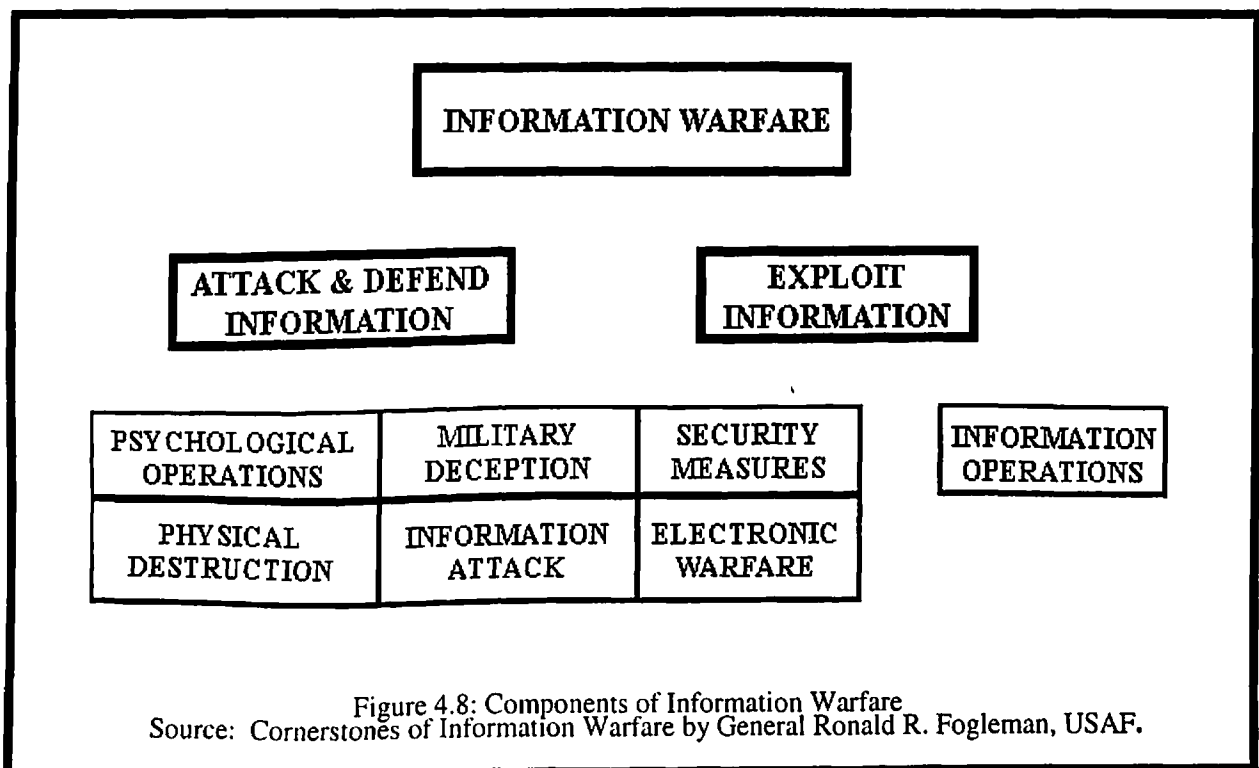 INFORMATION WARFARE
ATTACK & DEFEND
INFORMATION
EXPLOIT
INFORMATION
PSYCHOLOGICAL
OPERATIONS
MILITARY
DECEPTION
SECURITY
MEASURES
INFORMATION
OPERATIONS
PHYSICAL
DESTRUCTION
INFORMATION
ATTACK
ELECTRONIC
WARFARE
Figure 4.8: Components of Information Warfare
Source: Cornerstones of Information Warfare by General Ronald R. Fogleman, USAF.